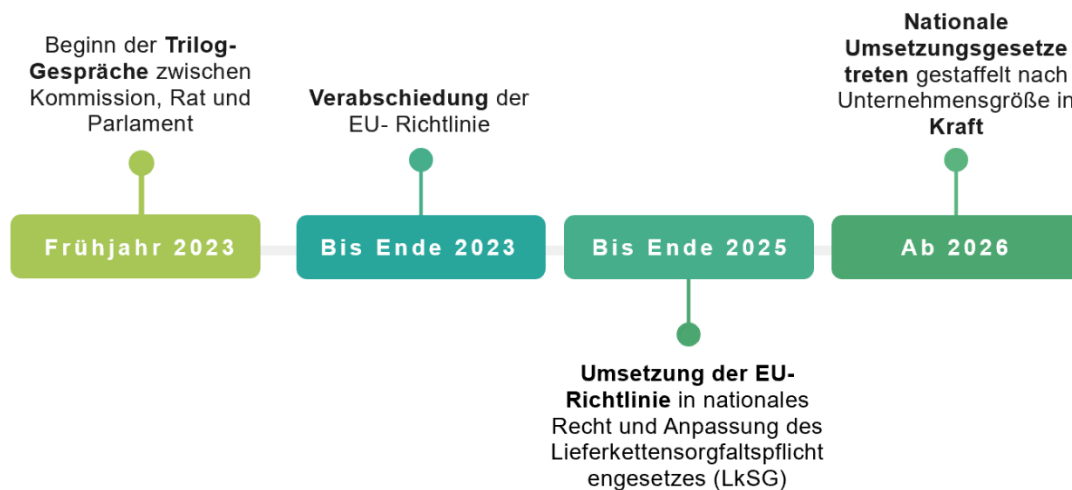 Beginn der Trilog-
Gespräche zwischen
Kommission, Rat und
Parlament
Frühjahr 2023
Verabschiedung der
EU- Richtlinie
Bis Ende 2023
Bis Ende 2025
Umsetzung der EU-
Richtlinie in nationales
Recht und Anpassung des
Lieferkettensorgfaltspflicht
engesetzes (LkSG)
Nationale
Umsetzungsgesetze
treten gestaffelt nach
Unternehmensgröße in
Kraft
Ab 2026